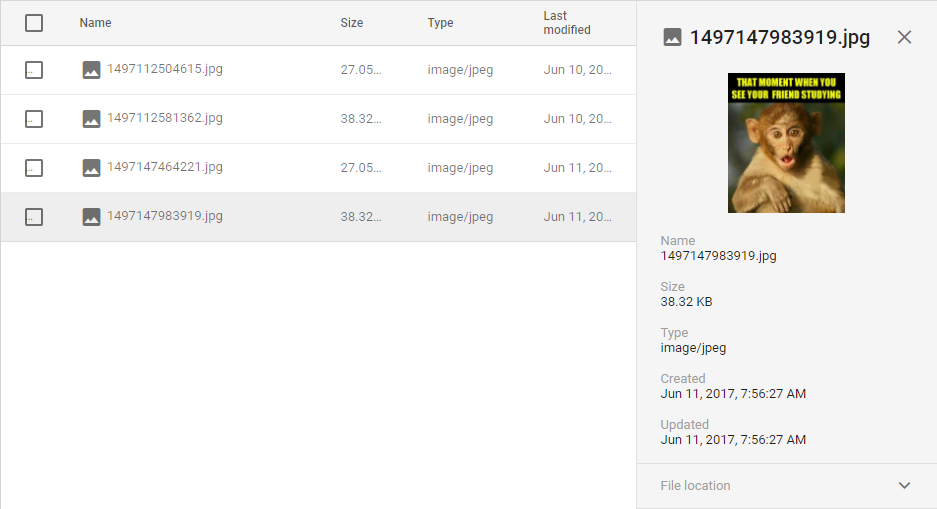 Name Size Type Last modified
... 1497112504615.jpg 27.05... image/jpeg Jun 10, 20...
... 1497112581362.jpg 38.32... image/jpeg Jun 10, 20...
... 1497147464221.jpg 27.05... image/jpeg Jun 11, 20...
... 1497147983919.jpg 38.32... image/jpeg Jun 11, 20...
1497147983919.jpg
THAT MOMENT WHEN YOU
SEE YOUR FRIEND STUDYING
Name
1497147983919.jpg
Size
38.32 KB
Type
image/jpeg
Created
Jun 11, 2017, 7:56:27 AM
Updated
Jun 11, 2017, 7:56:27 AM
File location